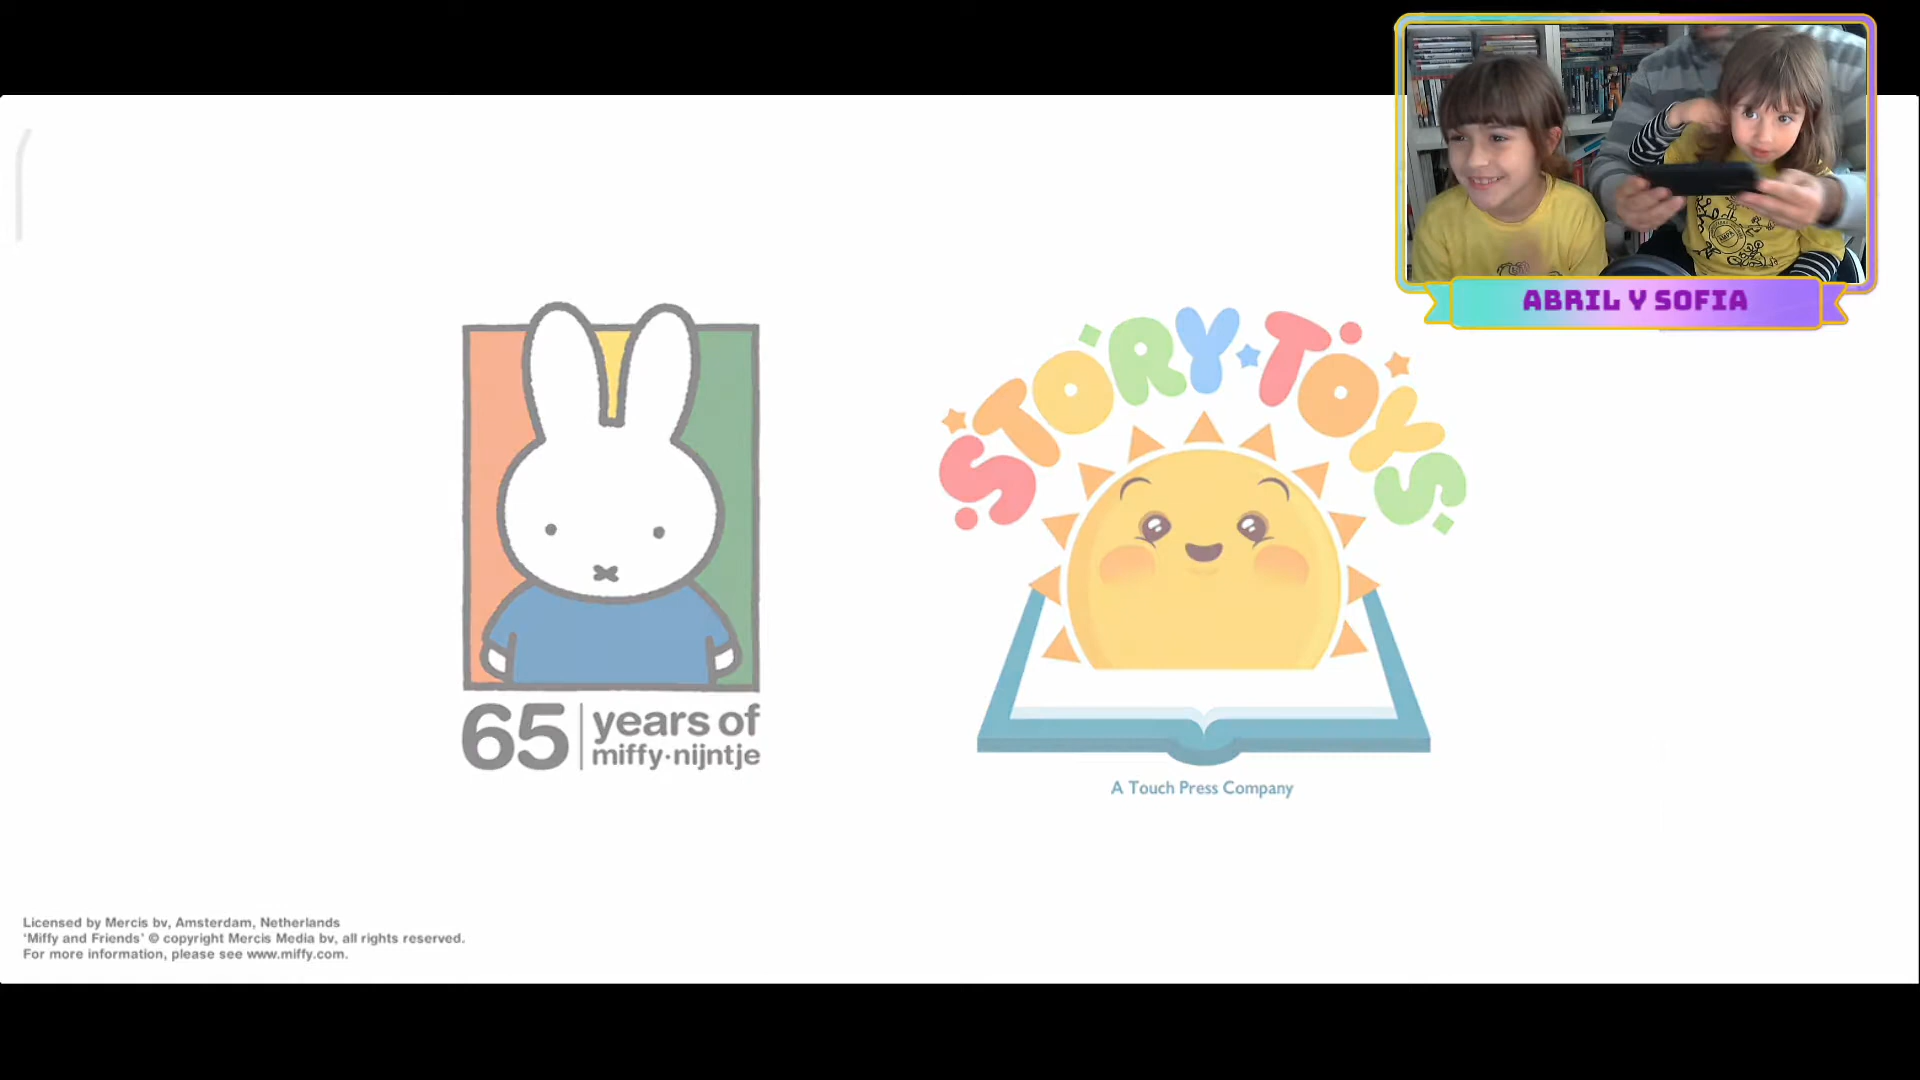 ABRIL Y SOFIA
STORY TOYS
65 years of
miffy·nijntje
A Touch Press Company
Licensed by Mercis bv, Amsterdam, Netherlands
'Miffy and Friends' © copyright Mercis Media bv, all rights reserved.
For more information, please see www.miffy.com.